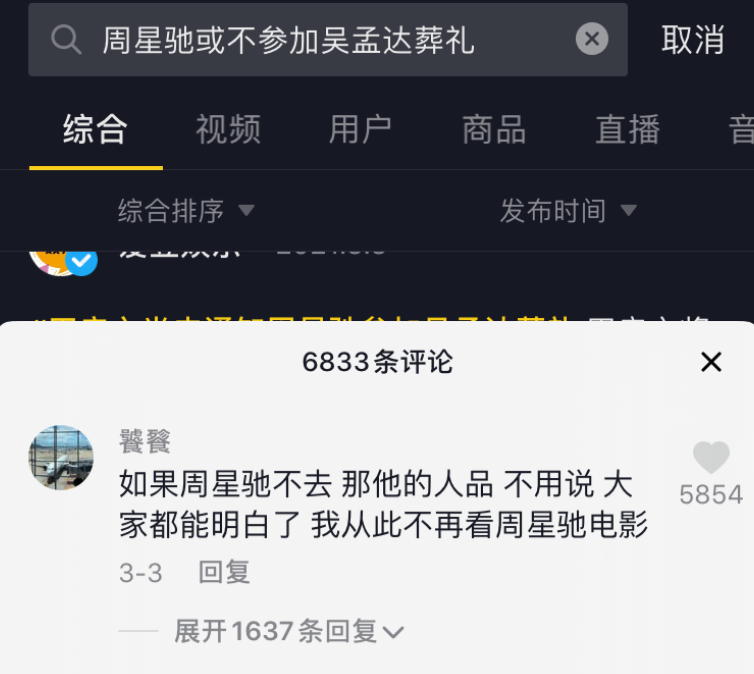 周星驰或不参加吴孟达葬礼
取消
综合 视频 用户 商品 直播 音
综合排序 发布时间
6833条评论
饕餮
如果周星驰不去 那他的人品 不用说 大
家都能明白了 我从此不再看周星驰电影
5854
3-3 回复
展开1637条回复